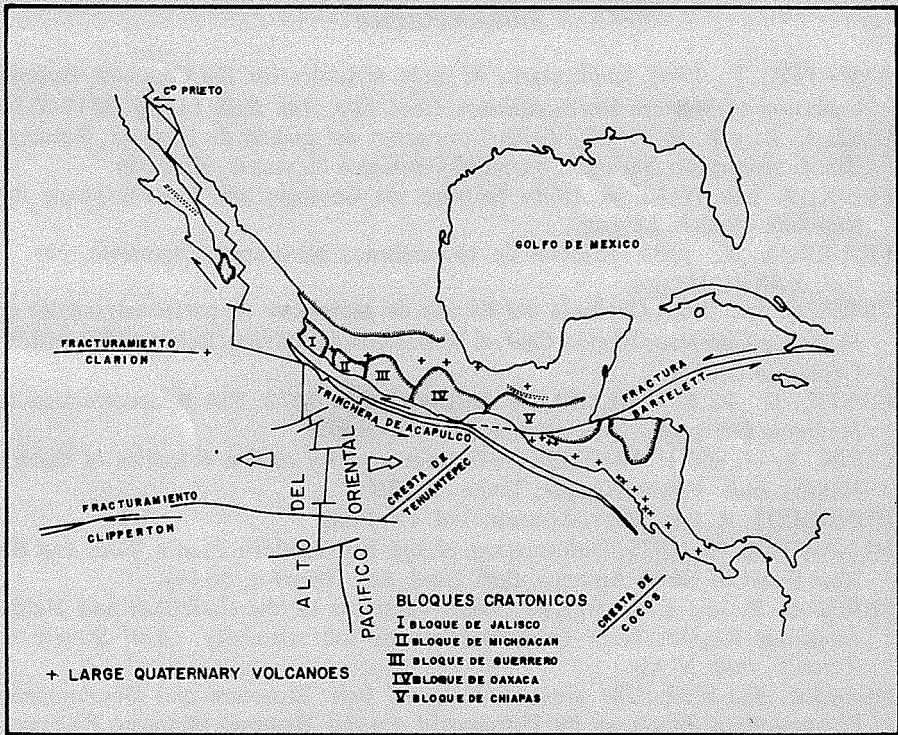 Cº PRIETO
GOLFO DE MEXICO
FRACTURAMIENTO
CLARION
I
II
III
IV
V
TRINCHERA DE ACAPULCO
FRACTURA
BARTELETT
CRESTA DE
TEHUANTEPEC
ALTO DEL
PACIFICO ORIENTAL
FRACTURAMIENTO
CLIPPERTON
CRESTA DE
COCOS
BLOQUES CRATONICOS
I BLOQUE DE JALISCO
II BLOQUE DE MICHOACAN
III BLOQUE DE GUERRERO
IV BLOQUE DE OAXACA
V BLOQUE DE CHIAPAS
+ LARGE QUATERNARY VOLCANOES